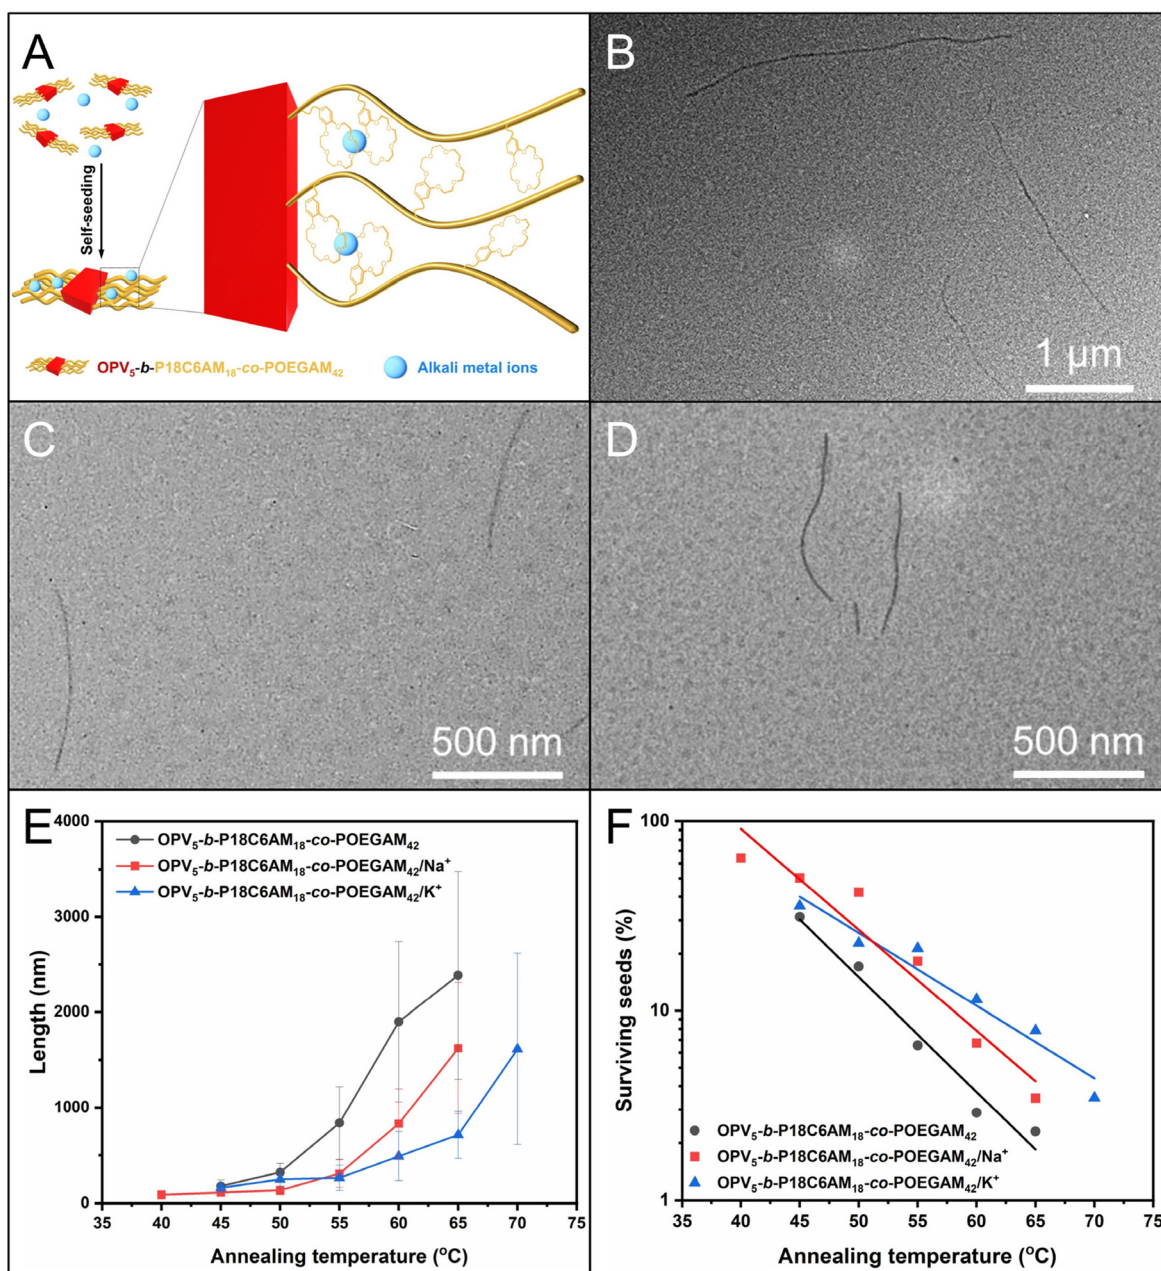 A
Self-seeding
OPV₅-b-P18C6AM₁₈-co-POEGAM₄₂
Alkali metal ions
B
1 μm
C
500 nm
D
500 nm
E
4000
3000
2000
1000
0
35 40 45 50 55 60 65 70 75
Length (nm)
Annealing temperature (°C)
OPV₅-b-P18C6AM₁₈-co-POEGAM₄₂
OPV₅-b-P18C6AM₁₈-co-POEGAM₄₂/Na⁺
OPV₅-b-P18C6AM₁₈-co-POEGAM₄₂/K⁺
F
100
10
1
35 40 45 50 55 60 65 70 75
Surviving seeds (%)
Annealing temperature (°C)
OPV₅-b-P18C6AM₁₈-co-POEGAM₄₂
OPV₅-b-P18C6AM₁₈-co-POEGAM₄₂/Na⁺
OPV₅-b-P18C6AM₁₈-co-POEGAM₄₂/K⁺